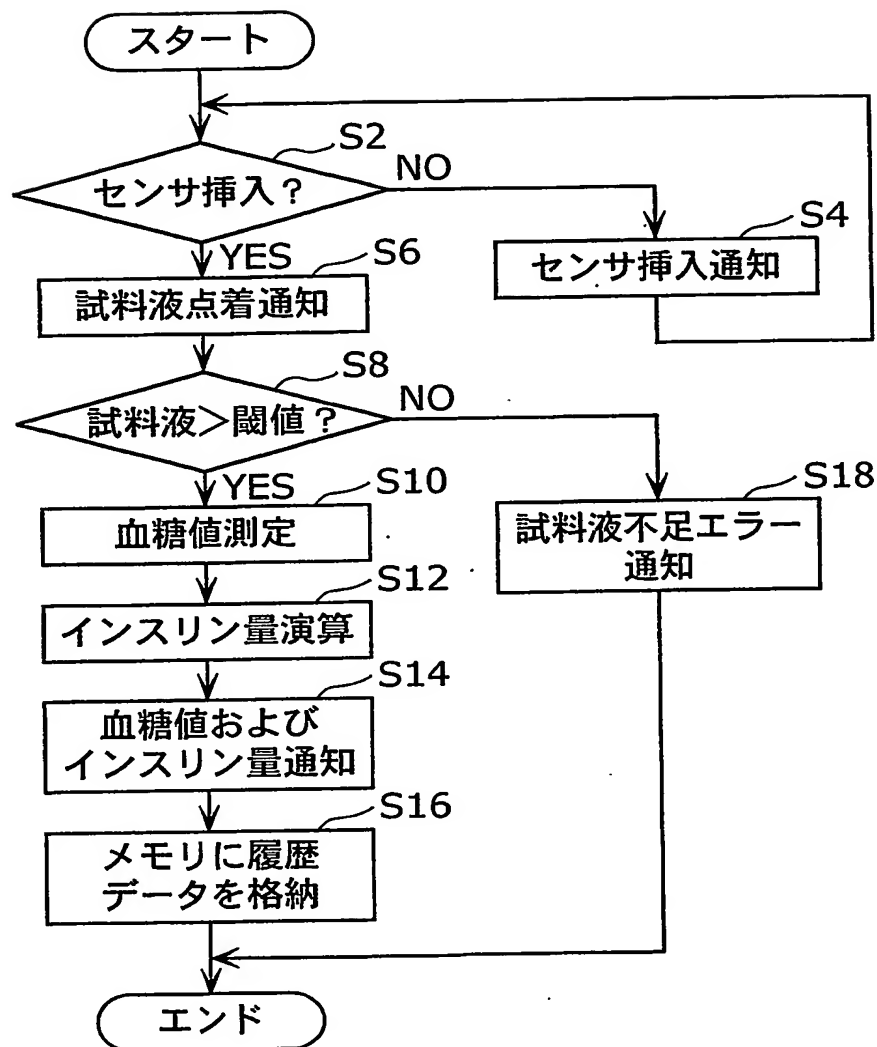 スタート
S2
センサ挿入?
NO
S4
センサ挿入通知
YES
S6
試料液点着通知
S8
試料液>閾値?
NO
YES
S10
血糖値測定
S18
試料液不足エラー
通知
S12
インスリン量演算
S14
血糖値および
インスリン量通知
S16
メモリに履歴
データを格納
エンド